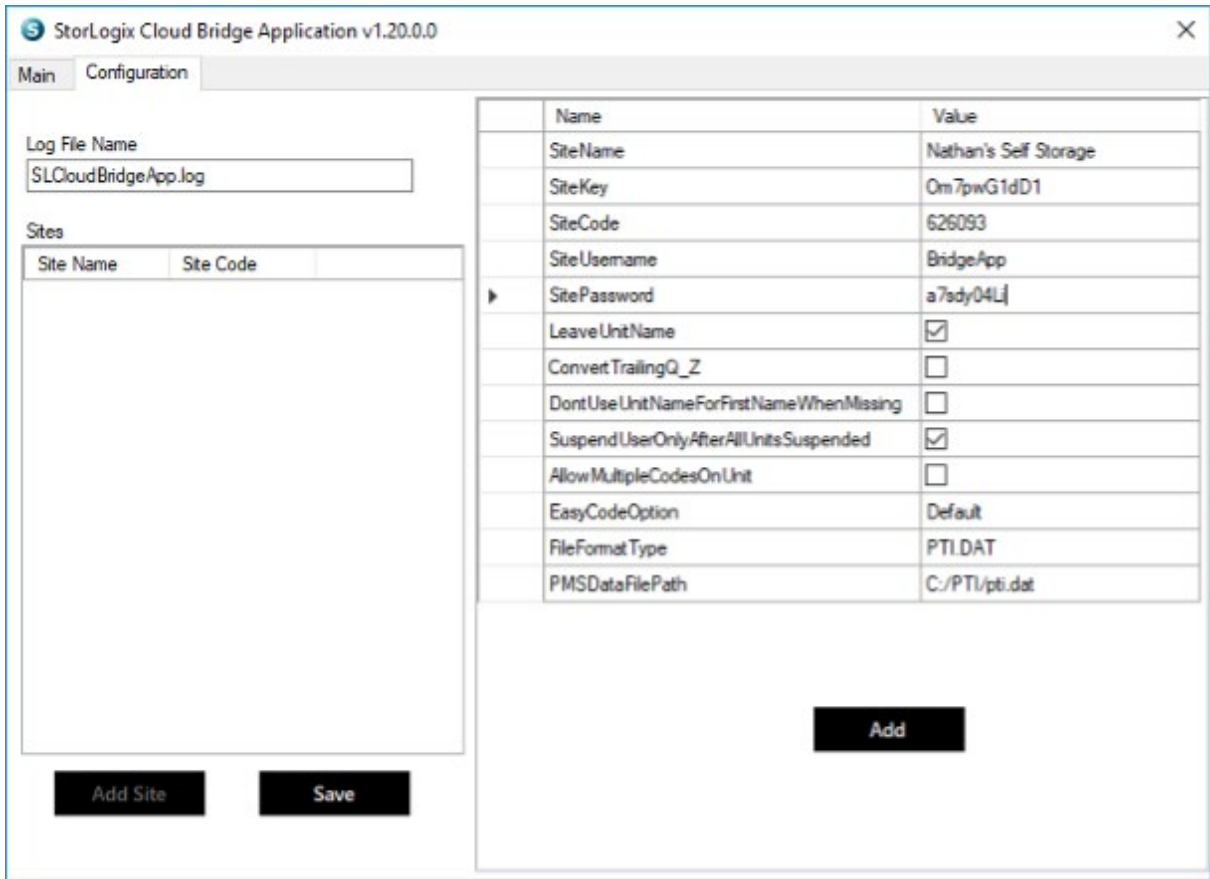 StorLogix Cloud Bridge Application v1.20.0.0
Main Configuration
Log File Name
SLCloudBridgeApp.log
Sites
Site Name Site Code
Add Site Save
Name Value
SiteName Nathan's Self Storage
SiteKey Om7pwG1dD1
SiteCode 626093
SiteUsername BridgeApp
SitePassword a7sdy04Li
LeaveUnitName
ConvertTrailingQ_Z
DontUseUnitNameForFirstNameWhenMissing
SuspendUserOnlyAfterAllUnitsSuspended
AllowMultipleCodesOnUnit
EasyCodeOption Default
FileFormatType PTI.DAT
PMSDataFilePath C:/PTI/pti.dat
Add